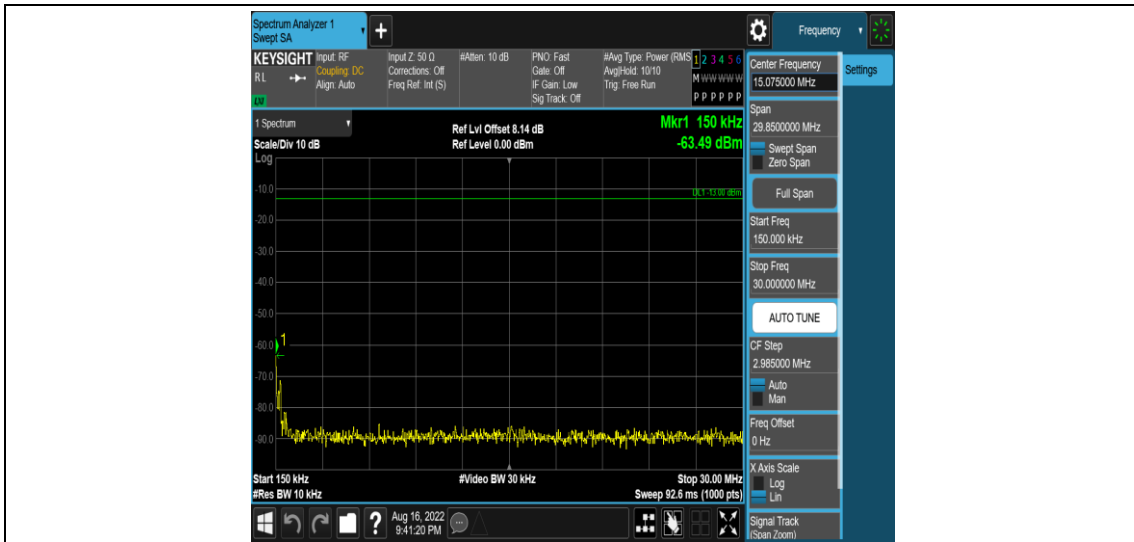 Spectrum Analyzer 1
Swept SA
+
Frequency
KEYSIGHT
RL
LXI
Input: RF
Coupling: DC
Align: Auto
Input Z: 50 Ω
Corrections: Off
Freq Ref: Int (S)
#Atten: 10 dB
PNO: Fast
Gate: Off
IF Gain: Low
Sig Track: Off
#Avg Type: Power (RMS
Avg|Hold: 10/10
Trig: Free Run
1 2 3 4 5 6
M W W W W W
P P P P P P
1 Spectrum
Scale/Div 10 dB
Ref Lvl Offset 8.14 dB
Ref Level 0.00 dBm
Mkr1 150 kHz
-63.49 dBm
Log
DL1 -13.00 dBm
-10.0
-20.0
-30.0
-40.0
-50.0
-60.0
-70.0
-80.0
-90.0
1
Start 150 kHz
#Res BW 10 kHz
#Video BW 30 kHz
Stop 30.00 MHz
Sweep 92.6 ms (1000 pts)
Center Frequency
15.075000 MHz
Settings
Span
29.8500000 MHz
Swept Span
Zero Span
Full Span
Start Freq
150.000 kHz
Stop Freq
30.000000 MHz
AUTO TUNE
CF Step
2.985000 MHz
Auto
Man
Freq Offset
0 Hz
X Axis Scale
Log
Lin
Signal Track
(Span Zoom)
?
Aug 16, 2022
9:41:20 PM